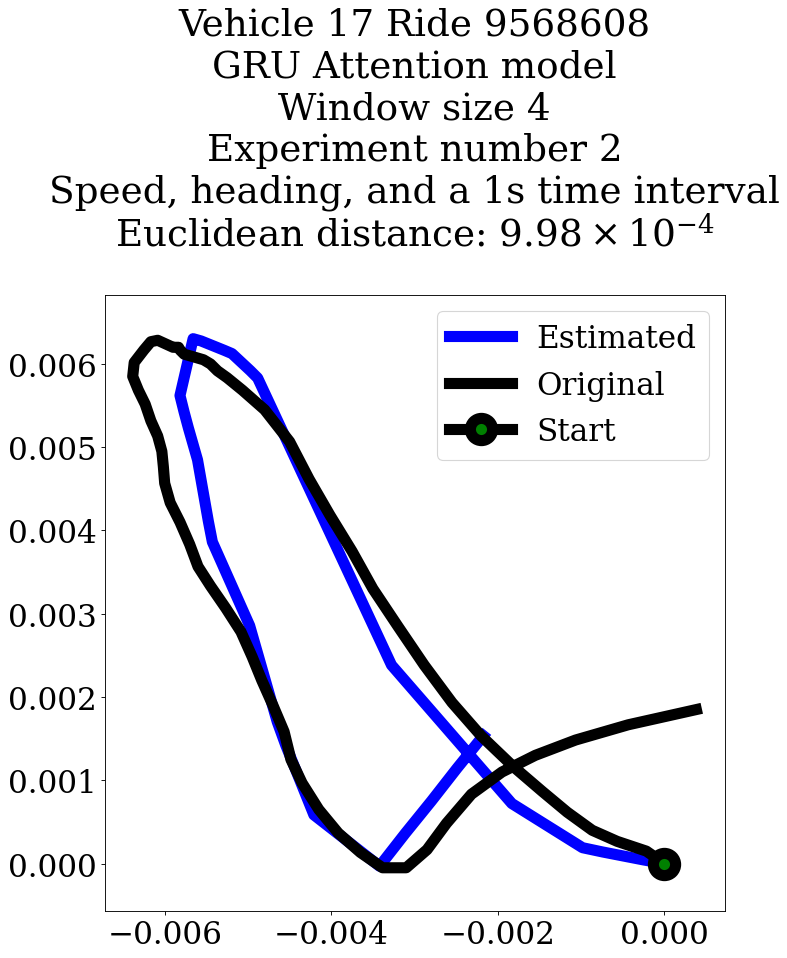 Vehicle 17 Ride 9568608
GRU Attention model
Window size 4
Experiment number 2
Speed, heading, and a 1s time interval
Euclidean distance: 9.98 × 10⁻⁴
Estimated
Original
Start
0.006
0.005
0.004
0.003
0.002
0.001
0.000
−0.006 −0.004 −0.002 0.000